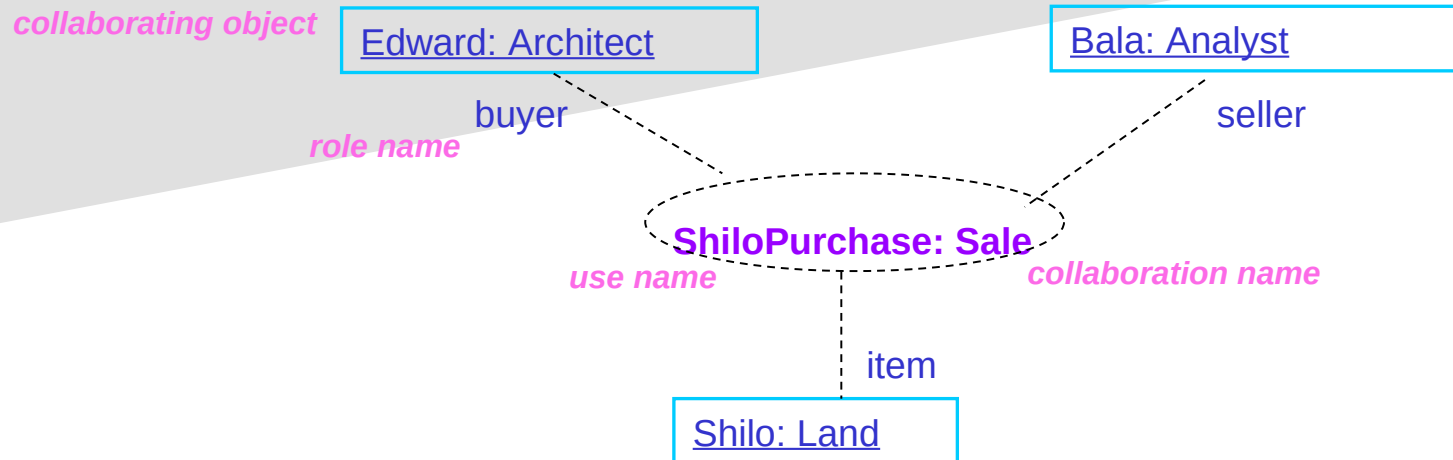 collaborating object
Edward: Architect
Bala: Analyst
buyer
seller
role name
ShiloPurchase: Sale
use name
collaboration name
item
Shilo: Land